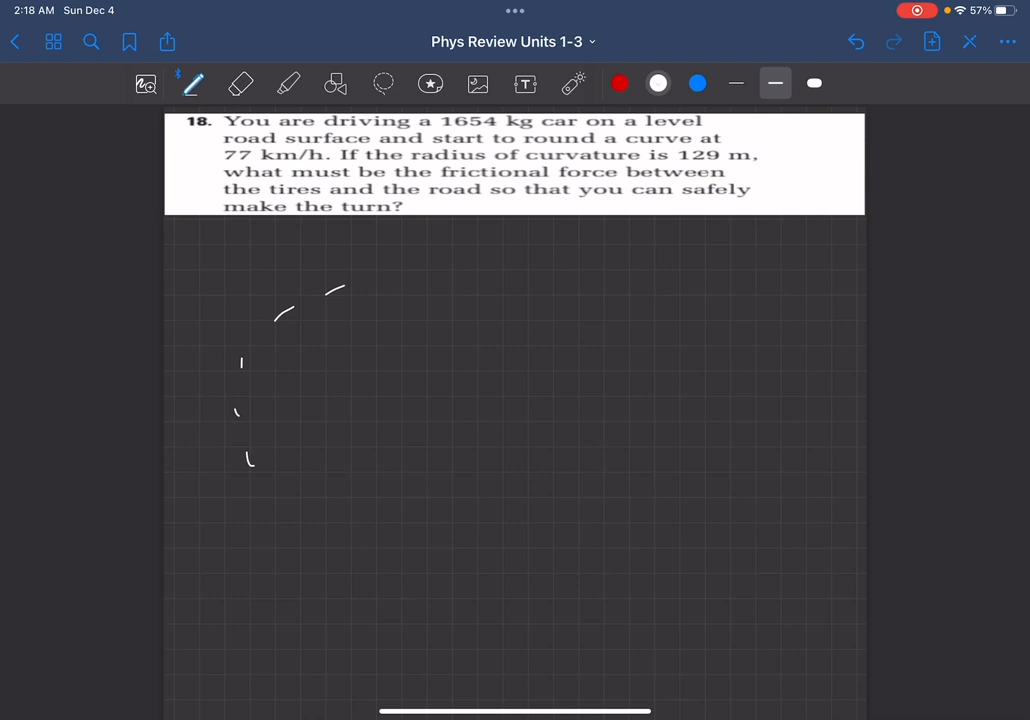 2:18 AM Sun Dec 4
57%
Phys Review Units 1-3
T
18. You are driving a 1654 kg car on a level
road surface and start to round a curve at
77 km/h. If the radius of curvature is 129 m,
what must be the frictional force between
the tires and the road so that you can safely
make the turn?